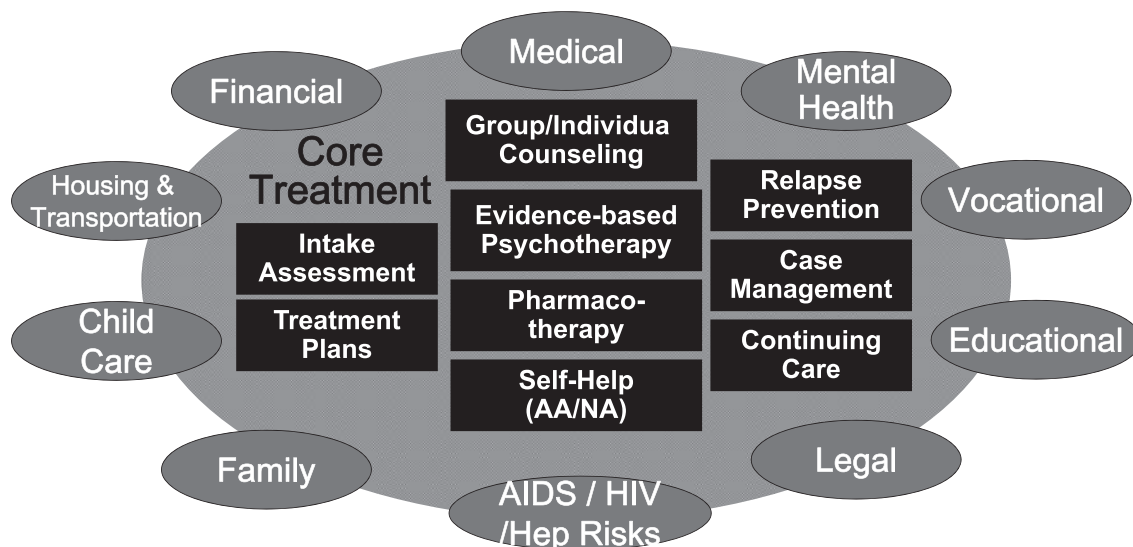 Medical
Financial
Mental
Health
Core
Treatment
Group/Individua
Counseling
Housing &
Transportation
Relapse
Prevention
Vocational
Evidence-based
Psychotherapy
Intake
Assessment
Case
Management
Pharmaco-
therapy
Child
Care
Treatment
Plans
Continuing
Care
Educational
Self-Help
(AA/NA)
Family
Legal
AIDS / HIV
/Hep Risks